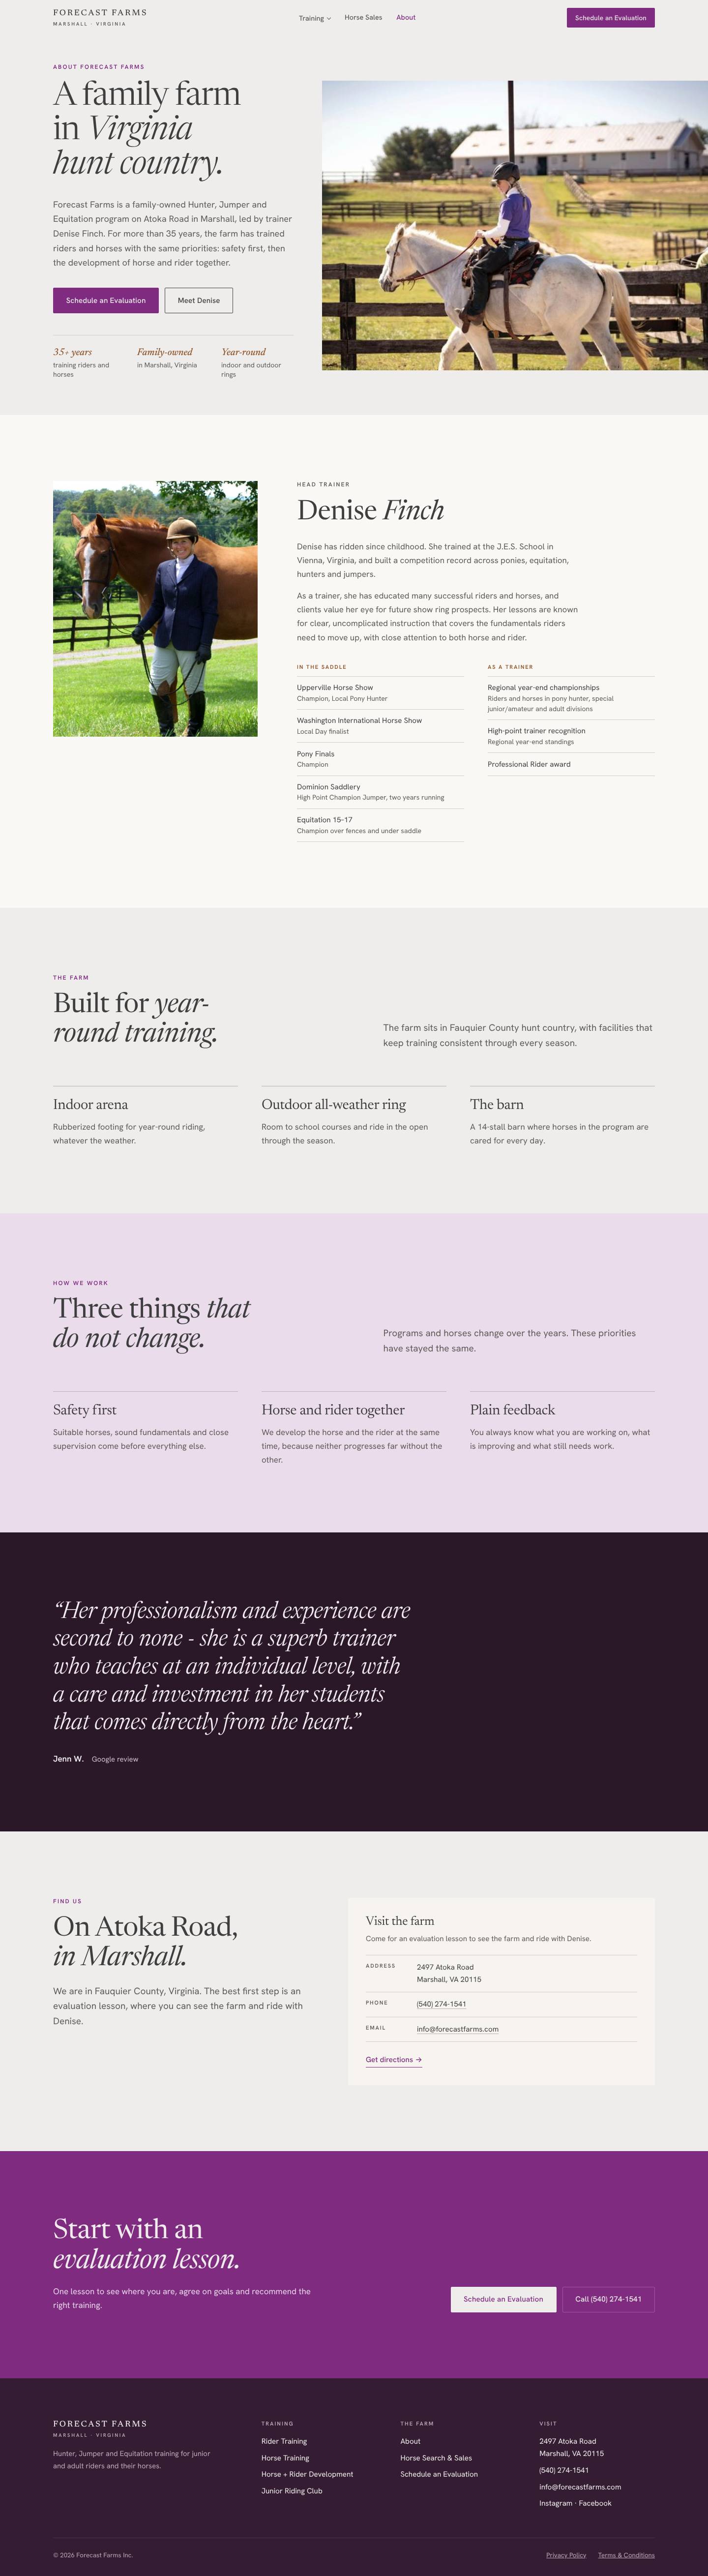 FORECAST FARMS
MARSHALL · VIRGINIA
Training
Horse Sales
About
Schedule an Evaluation
ABOUT FORECAST FARMS
A family farm
in Virginia
hunt country.
Forecast Farms is a family-owned Hunter, Jumper and
Equitation program on Atoka Road in Marshall, led by trainer
Denise Finch. For more than 35 years, the farm has trained
riders and horses with the same priorities: safety first, then
the development of horse and rider together.
Schedule an Evaluation
Meet Denise
35+ years
training riders and
horses
Family-owned
in Marshall, Virginia
Year-round
indoor and outdoor
rings
HEAD TRAINER
Denise Finch
Denise has ridden since childhood. She trained at the J.E.S. School in
Vienna, Virginia, and built a competition record across ponies, equitation,
hunters and jumpers.
As a trainer, she has educated many successful riders and horses, and
clients value her eye for future show ring prospects. Her lessons are known
for clear, uncomplicated instruction that covers the fundamentals riders
need to move up, with close attention to both horse and rider.
IN THE SADDLE
Upperville Horse Show
Champion, Local Pony Hunter
Washington International Horse Show
Local Day finalist
Pony Finals
Champion
Dominion Saddlery
High Point Champion Jumper, two years running
Equitation 15–17
Champion over fences and under saddle
AS A TRAINER
Regional year-end championships
Riders and horses in pony hunter, special
junior/amateur and adult divisions
High-point trainer recognition
Regional year-end standings
Professional Rider award
THE FARM
Built for year-
round training.
The farm sits in Fauquier County hunt country, with facilities that
keep training consistent through every season.
Indoor arena
Rubberized footing for year-round riding,
whatever the weather.
Outdoor all-weather ring
Room to school courses and ride in the open
through the season.
The barn
A 14-stall barn where horses in the program are
cared for every day.
HOW WE WORK
Three things that
do not change.
Programs and horses change over the years. These priorities
have stayed the same.
Safety first
Suitable horses, sound fundamentals and close
supervision come before everything else.
Horse and rider together
We develop the horse and the rider at the same
time, because neither progresses far without the
other.
Plain feedback
You always know what you are working on, what
is improving and what still needs work.
“Her professionalism and experience are
second to none - she is a superb trainer
who teaches at an individual level, with
a care and investment in her students
that comes directly from the heart.”
Jenn W. Google review
FIND US
On Atoka Road,
in Marshall.
We are in Fauquier County, Virginia. The best first step is an
evaluation lesson, where you can see the farm and ride with
Denise.
Visit the farm
Come for an evaluation lesson to see the farm and ride with Denise.
ADDRESS
2497 Atoka Road
Marshall, VA 20115
PHONE
(540) 274-1541
EMAIL
info@forecastfarms.com
Get directions →
Start with an
evaluation lesson.
One lesson to see where you are, agree on goals and recommend the
right training.
Schedule an Evaluation
Call (540) 274-1541
FORECAST FARMS
MARSHALL · VIRGINIA
Hunter, Jumper and Equitation training for junior
and adult riders and their horses.
TRAINING
Rider Training
Horse Training
Horse + Rider Development
Junior Riding Club
THE FARM
About
Horse Search & Sales
Schedule an Evaluation
VISIT
2497 Atoka Road
Marshall, VA 20115
(540) 274-1541
info@forecastfarms.com
Instagram · Facebook
© 2026 Forecast Farms Inc.
Privacy Policy
Terms & Conditions